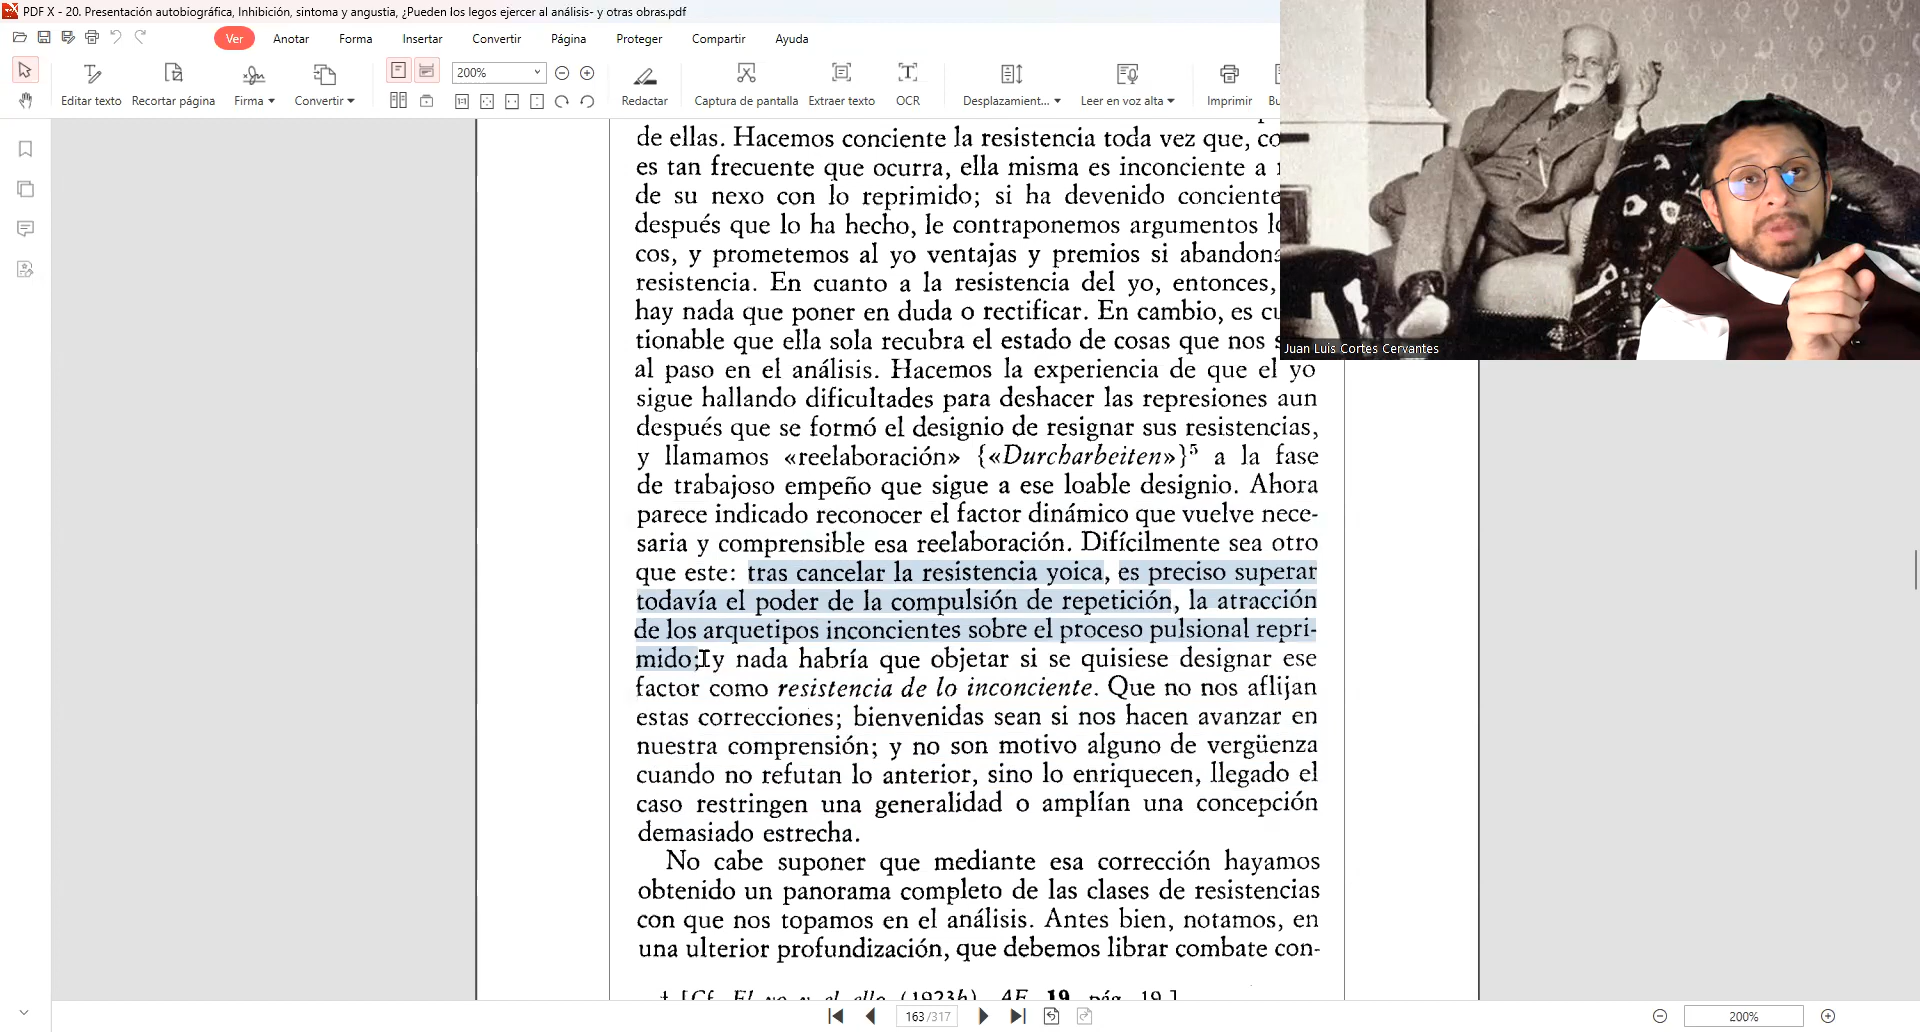 PDF X - 20. Presentación autobiográfica, Inhibición, sintoma y angustia, ¿Pueden los legos ejercer al análisis- y otras obras.pdf
Ver Anotar Forma Insertar Convertir Página Proteger Compartir Ayuda
200%
Editar texto Recortar página Firma Convertir Redactar Captura de pantalla Extraer texto OCR Desplazamient... Leer en voz alta Imprimir
Juan Luis Cortes Cervantes
de ellas. Hacemos conciente la resistencia toda vez que,
es tan frecuente que ocurra, ella misma es inconciente a
de su nexo con lo reprimido; si ha devenido conciente
después que lo ha hecho, le contraponemos argumentos
cos, y prometemos al yo ventajas y premios si
resistencia. En cuanto a la resistencia del yo, entonces,
hay nada que poner en duda o rectificar. En cambio, es
tionable que ella sola recubra el estado de cosas que nos
al paso en el análisis. Hacemos la experiencia de que el yo
sigue hallando dificultades para deshacer las represiones aun
después que se formó el designio de resignar sus resistencias,
y llamamos «reelaboración» {«Durcharbeiten»}⁵ a la fase
de trabajoso empeño que sigue a ese loable designio. Ahora
parece indicado reconocer el factor dinámico que vuelve nece-
saria y comprensible esa reelaboración. Difícilmente sea otro
que este: tras cancelar la resistencia yoica, es preciso superar
todavía el poder de la compulsión de repetición, la atracción
de los arquetipos inconcientes sobre el proceso pulsional repri-
mido; y nada habría que objetar si se quisiese designar ese
factor como resistencia de lo inconciente. Que no nos aflijan
estas correcciones; bienvenidas sean si nos hacen avanzar en
nuestra comprensión; y no son motivo alguno de vergüenza
cuando no refutan lo anterior, sino lo enriquecen, llegado el
caso restringen una generalidad o amplían una concepción
demasiado estrecha.
No cabe suponer que mediante esa corrección hayamos
obtenido un panorama completo de las clases de resistencias
con que nos topamos en el análisis. Antes bien, notamos, en
una ulterior profundización, que debemos librar combate con-
[Cf. El yo y el ello (1923b), AE, 19, pág. 19.]
163 /317
200%